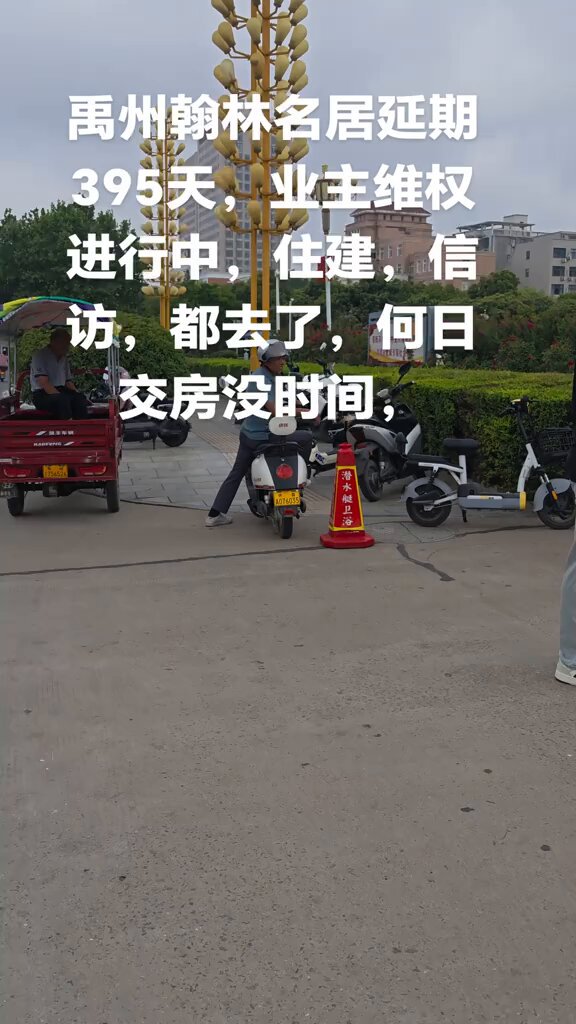 禹州翰林名居延期
395天，业主维权
进行中，住建，信
访，都去了，何日
交房没时间，
潜水艇卫浴